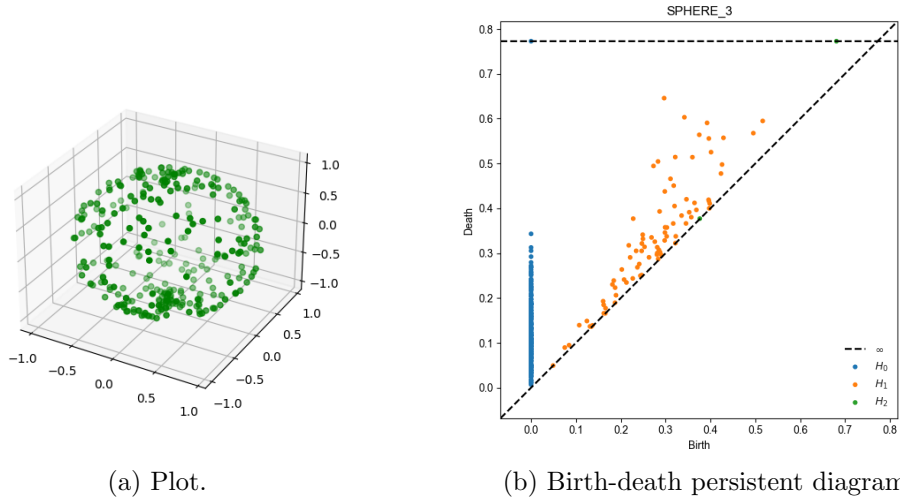 SPHERE_3
0.8
0.7
0.6
0.5
0.4
0.3
0.2
0.1
0.0
Death
0.0 0.1 0.2 0.3 0.4 0.5 0.6 0.7 0.8
Birth
∞
H₀
H₁
H₂
1.0
0.5
0.0
−0.5
−1.0
−1.0 −0.5 0.0 0.5 1.0
−1.0 −0.5 0.0 0.5 1.0
(a) Plot.
(b) Birth-death persistent diagram